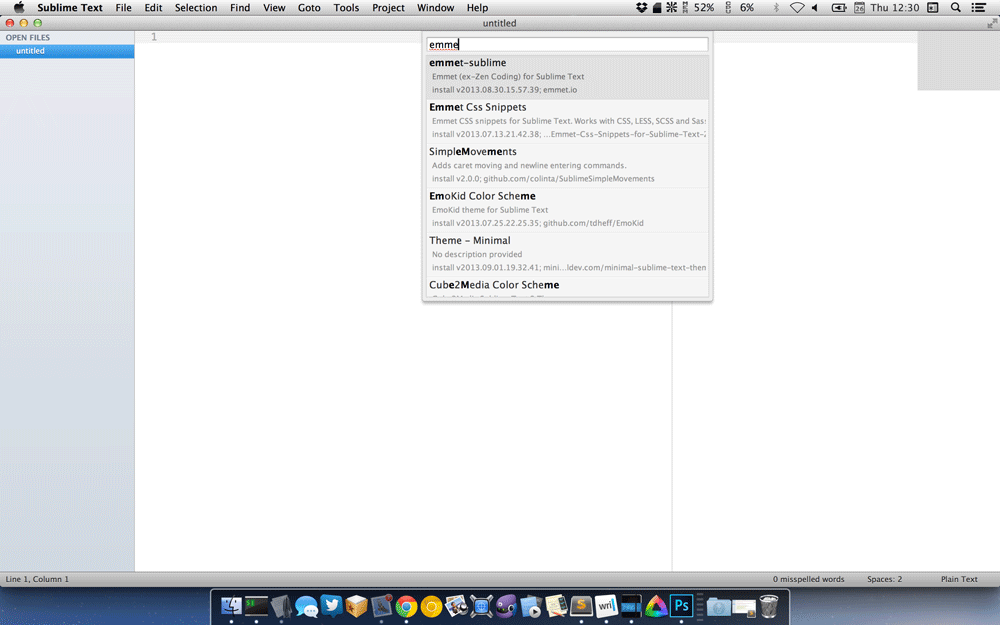 Sublime Text File Edit Selection Find View Goto Tools Project Window Help 52% 6% 26 Thu 12:30
untitled
OPEN FILES
untitled
1
emme
emmet-sublime
Emmet (ex-Zen Coding) for Sublime Text
install v2013.08.30.15.57.39; emmet.io
Emmet Css Snippets
Emmet CSS snippets for Sublime Text. Works with CSS, LESS, SCSS and Sas
install v2013.07.13.21.42.38; ...Emmet-Css-Snippets-for-Sublime-Text-2
SimpleMovements
Adds caret moving and newline entering commands.
install v2.0.0; github.com/colinta/SublimeSimpleMovements
EmoKid Color Scheme
EmoKid theme for Sublime Text
install v2013.07.25.22.25.35; github.com/tdheff/EmoKid
Theme - Minimal
No description provided
install v2013.09.01.19.32.41; mini...ldev.com/minimal-sublime-text-them
Cube2Media Color Scheme
Line 1, Column 1 0 misspelled words Spaces: 2 Plain Text
S wri Ps